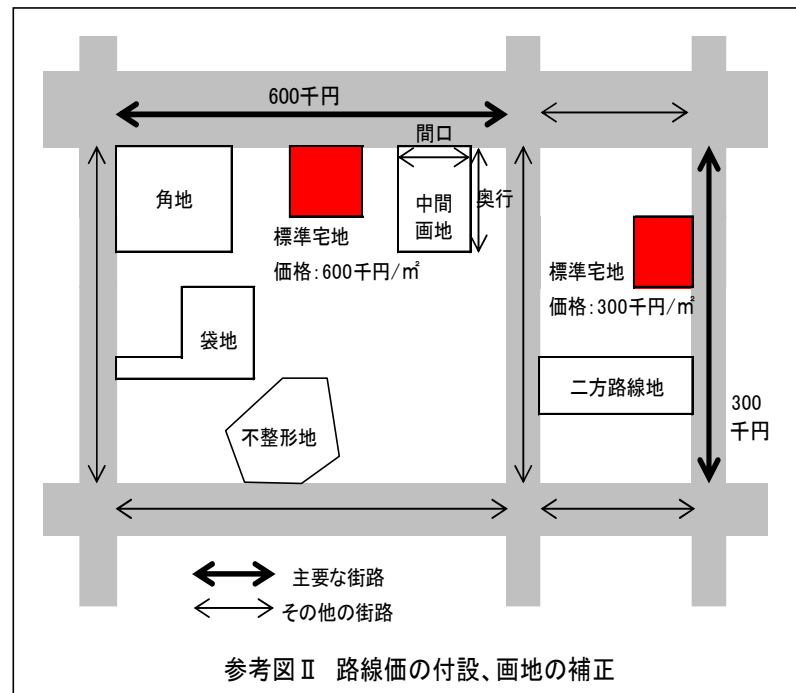 600千円
間口
角地
中間
画地
奥行
標準宅地
価格:600千円/㎡
標準宅地
価格:300千円/㎡
袋地
二方路線地
300
千円
不整形地
主要な街路
その他の街路
参考図Ⅱ 路線価の付設、画地の補正